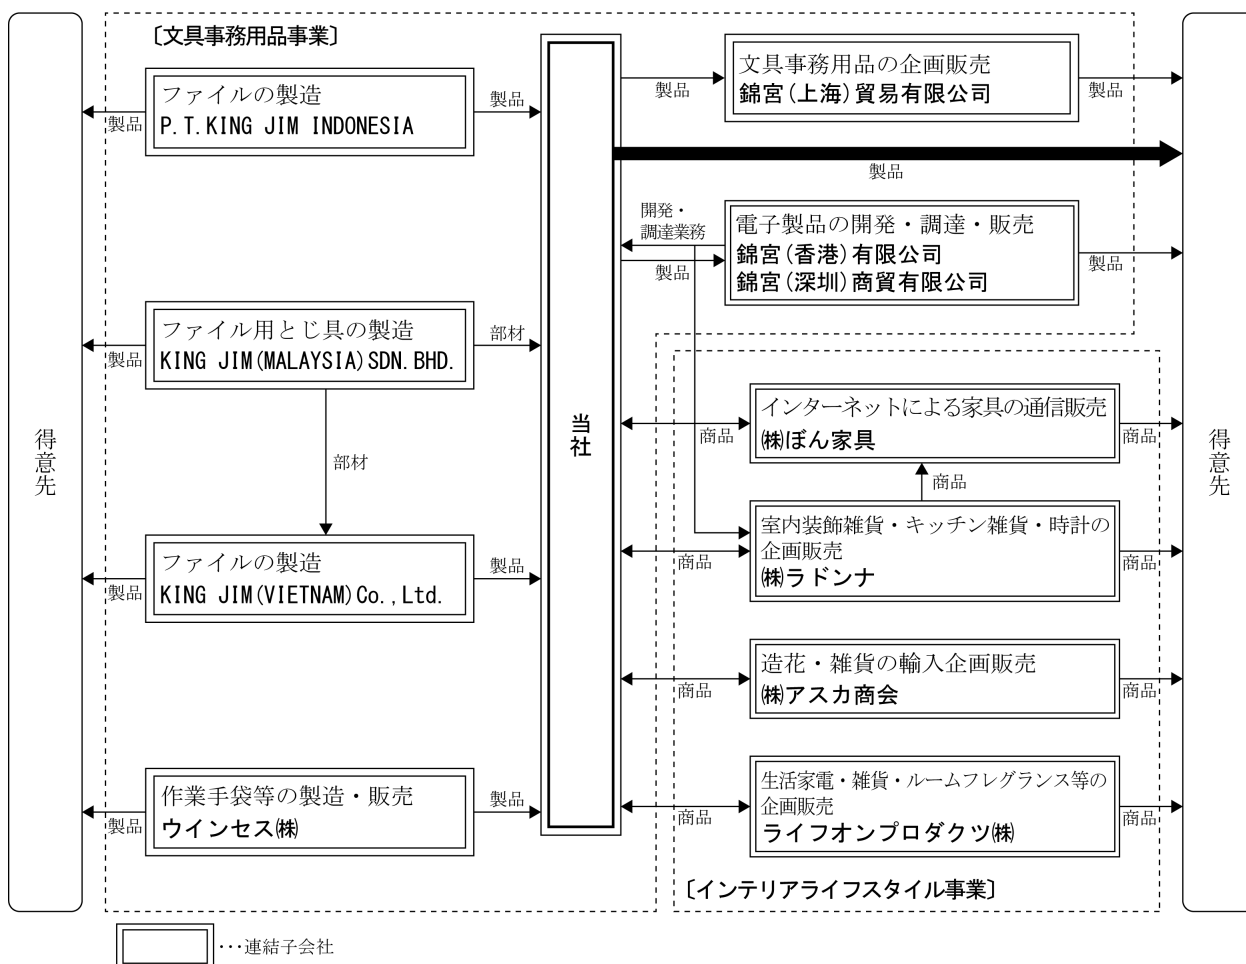 〔文具事務用品事業〕
ファイルの製造
P.T.KING JIM INDONESIA
製品
製品
ファイル用とじ具の製造
KING JIM(MALAYSIA)SDN.BHD.
製品
部材
部材
ファイルの製造
KING JIM(VIETNAM)Co.,Ltd.
製品
製品
作業手袋等の製造・販売
ウインセス㈱
製品
製品
得意先
当社
文具事務用品の企画販売
錦宮(上海)貿易有限公司
製品
製品
製品
開発・
調達業務
電子製品の開発・調達・販売
錦宮(香港)有限公司
錦宮(深圳)商貿有限公司
製品
製品
インターネットによる家具の通信販売
㈱ぼん家具
商品
商品
商品
室内装飾雑貨・キッチン雑貨・時計の
企画販売
㈱ラドンナ
商品
商品
造花・雑貨の輸入企画販売
㈱アスカ商会
商品
商品
生活家電・雑貨・ルームフレグランス等の
企画販売
ライフオンプロダクツ㈱
商品
商品
〔インテリアライフスタイル事業〕
得意先
…連結子会社